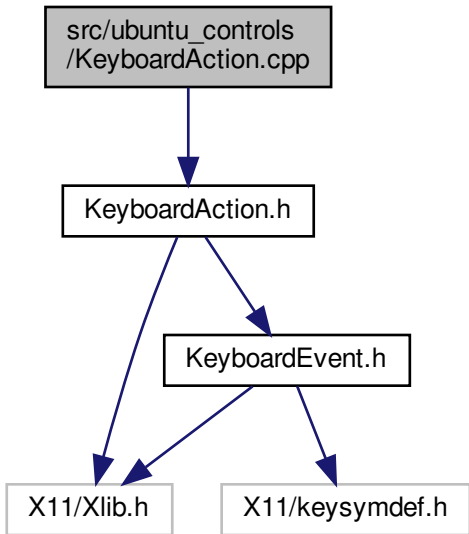 src/ubuntu_controls
/KeyboardAction.cpp
KeyboardAction.h
KeyboardEvent.h
X11/Xlib.h
X11/keysymdef.h